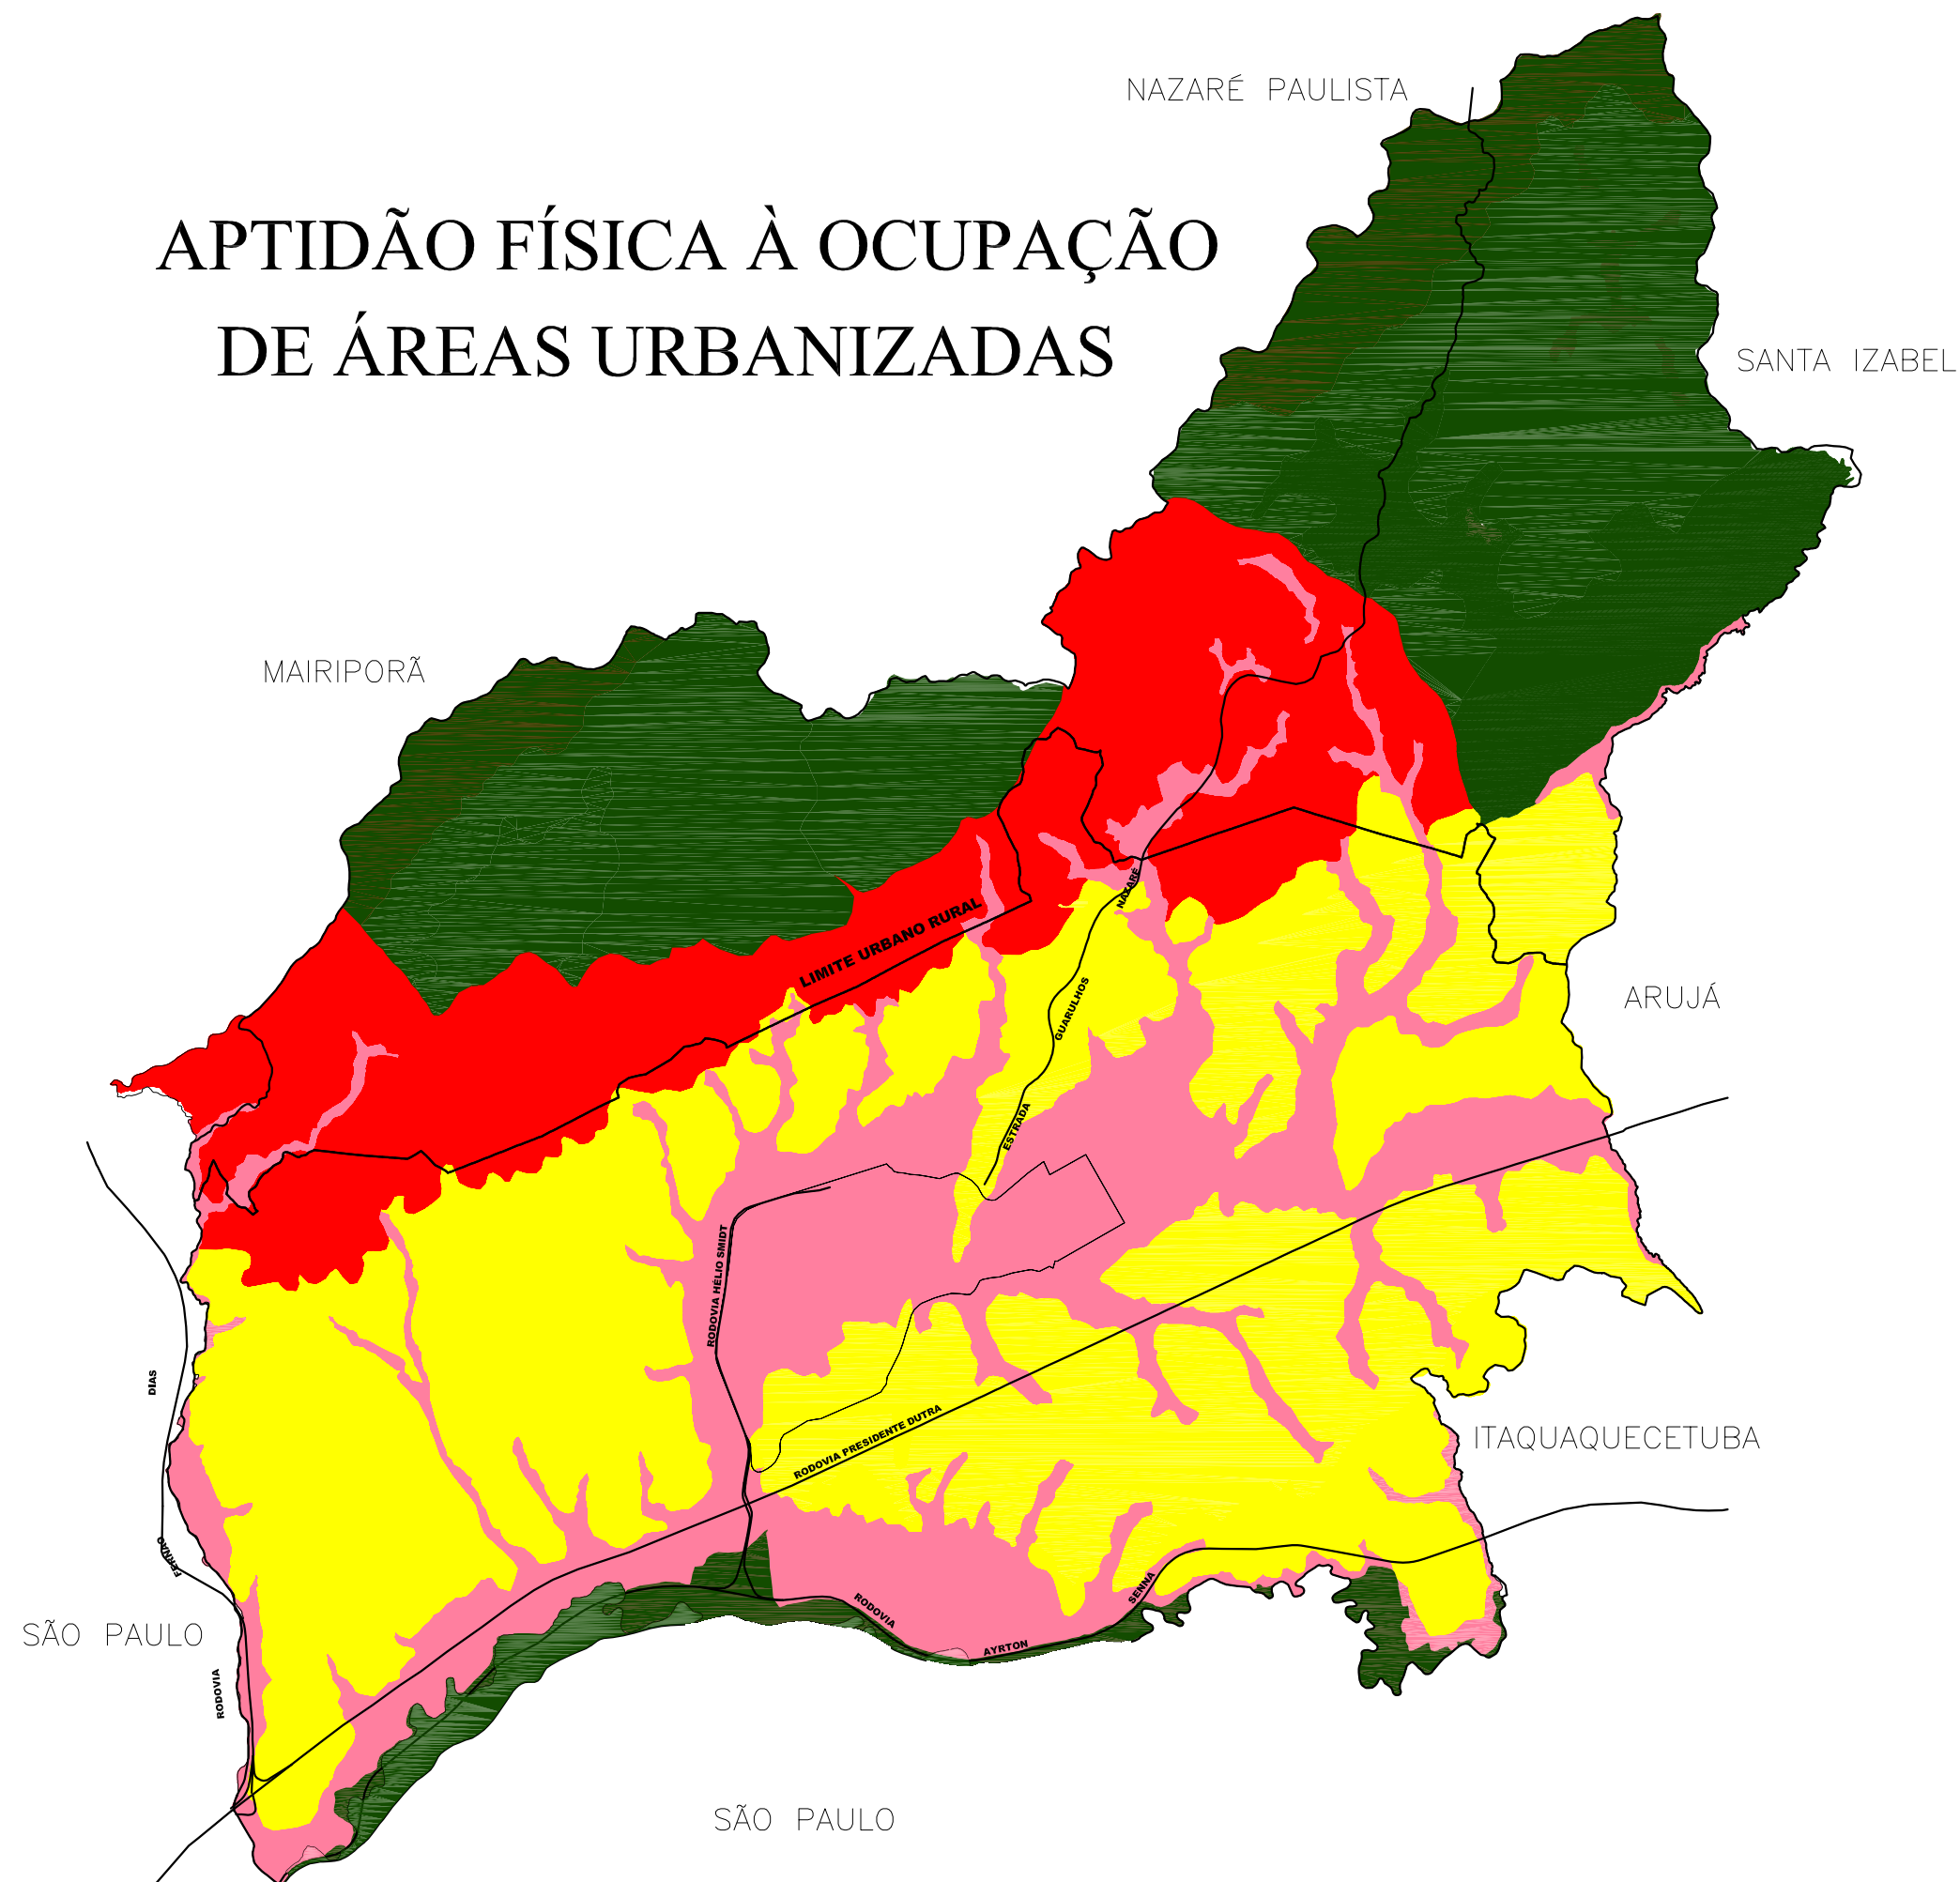 NAZARÉ PAULISTA
APTIDÃO FÍSICA À OCUPAÇÃO
DE ÁREAS URBANIZADAS
SANTA IZABEL
MAIRIPORÃ
NAZARÉ
LIMITE URBANO RURAL
GUARULHOS
ARUJÁ
ESTRADA
RODOVIA HÉLIO SMIDT
DIAS
RODOVIA PRESIDENTE DUTRA
ITAQUAQUECETUBA
FERNÃO
SENNA
RODOVIA
SÃO PAULO
AYRTON
RODOVIA
SÃO PAULO